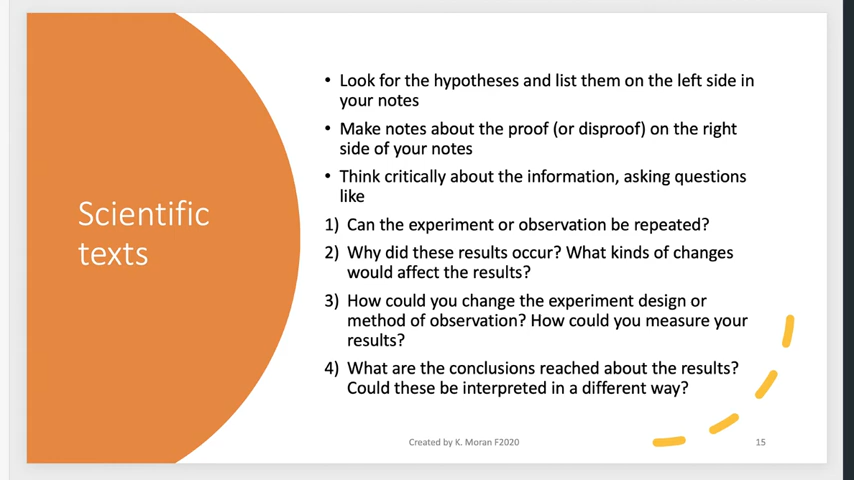 Scientific
texts
• Look for the hypotheses and list them on the left side in
your notes
• Make notes about the proof (or disproof) on the right
side of your notes
• Think critically about the information, asking questions
like
1) Can the experiment or observation be repeated?
2) Why did these results occur? What kinds of changes
would affect the results?
3) How could you change the experiment design or
method of observation? How could you measure your
results?
4) What are the conclusions reached about the results?
Could these be interpreted in a different way?
Created by K. Moran F2020
15